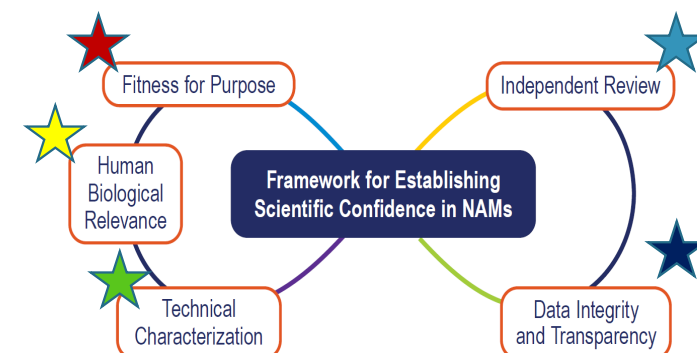 Fitness for Purpose
Independent Review
Human
Biological
Relevance
Framework for Establishing
Scientific Confidence in NAMs
Technical
Characterization
Data Integrity
and Transparency